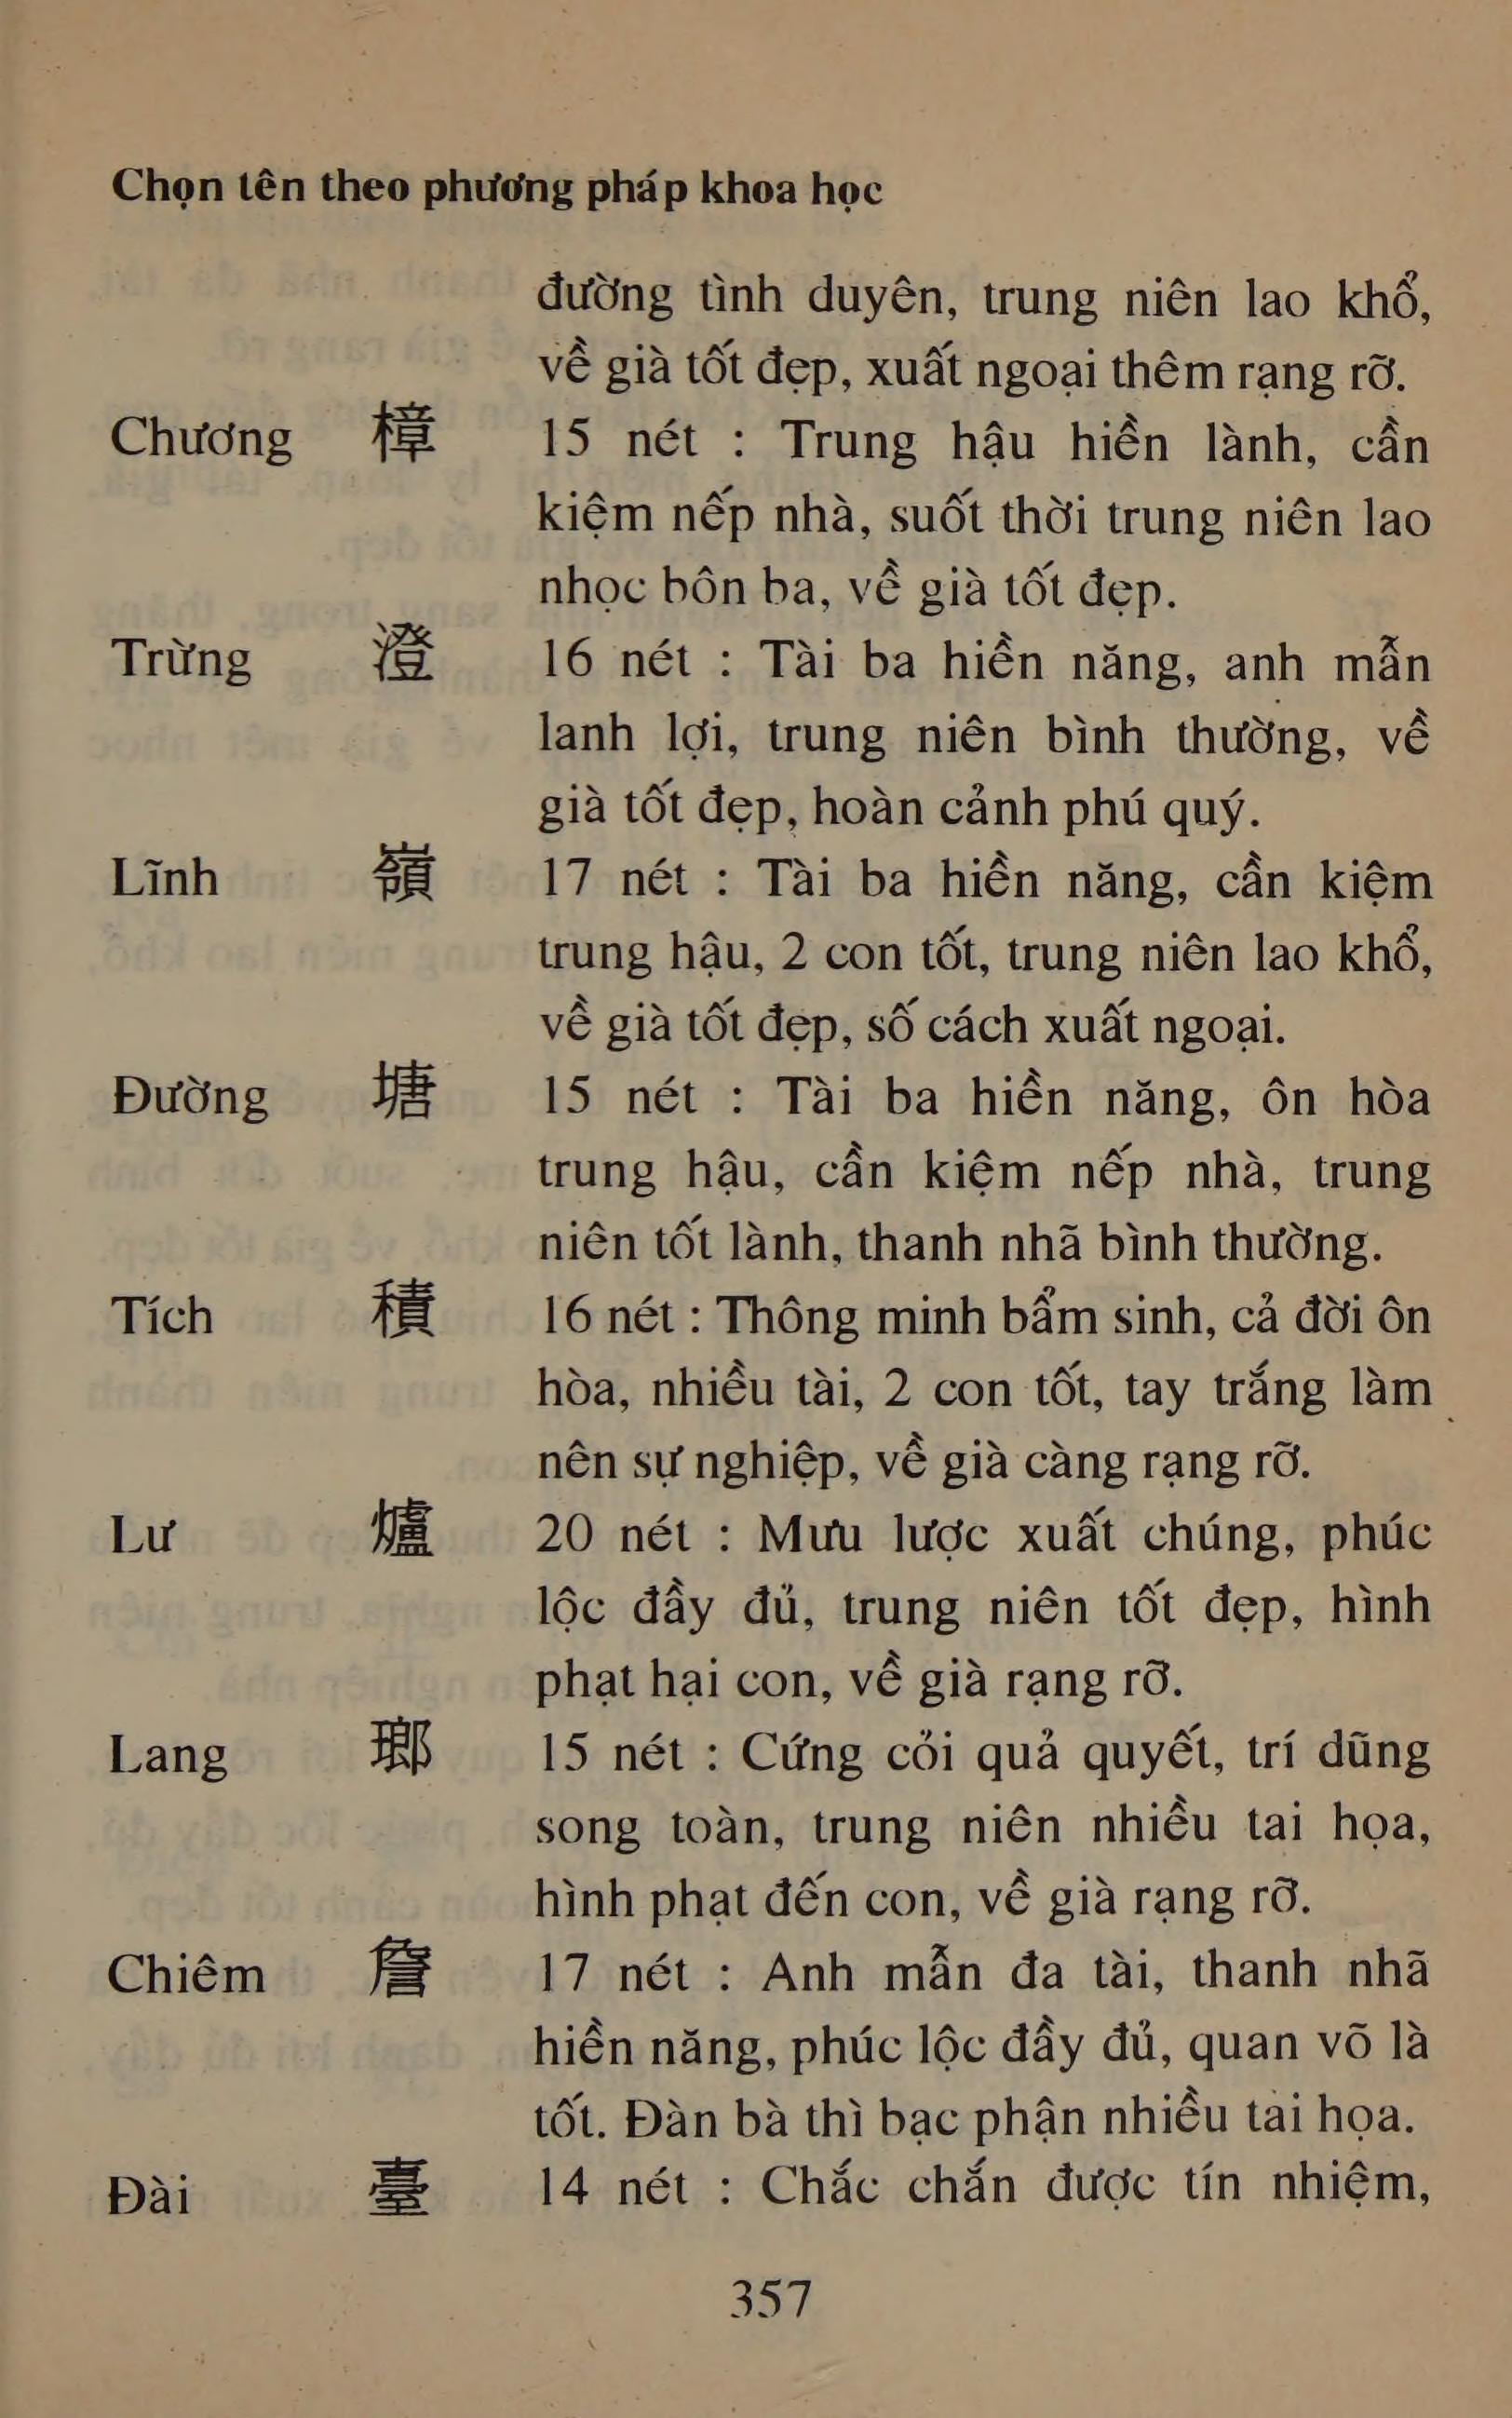 Chọn tên theo phương pháp khoa học
đường tình duyên, trung niên lao khổ,
về già tốt đẹp, xuất ngoại thêm rạng rỡ.
Chương 樟 15 nét : Trung hậu hiền lành, cần
kiệm nếp nhà, suốt thời trung niên lao
nhọc bôn ba, về già tốt đẹp.
Trừng 澄 16 nét : Tài ba hiền năng, anh mẫn
lanh lợi, trung niên bình thường, về
già tốt đẹp, hoàn cảnh phú quý.
Lĩnh 嶺 17 nét : Tài ba hiền năng, cần kiệm
trung hậu, 2 con tốt, trung niên lao khổ,
về già tốt đẹp, số cách xuất ngoại.
Đường 塘 15 nét : Tài ba hiền năng, ôn hòa
trung hậu, cần kiệm nếp nhà, trung
niên tốt lành, thanh nhã bình thường.
Tích 積 16 nét : Thông minh bẩm sinh, cả đời ôn
hòa, nhiều tài, 2 con tốt, tay trắng làm
nên sự nghiệp, về già càng rạng rỡ.
Lư 爐 20 nét : Mưu lược xuất chúng, phúc
lộc đầy đủ, trung niên tốt đẹp, hình
phạt hại con, về già rạng rỡ.
Lang 瑯 15 nét : Cứng cỏi quả quyết, trí dũng
song toàn, trung niên nhiều tai họa,
hình phạt đến con, về già rạng rỡ.
Chiêm 詹 17 nét : Anh mẫn đa tài, thanh nhã
hiền năng, phúc lộc đầy đủ, quan võ là
tốt. Đàn bà thì bạc phận nhiều tai họa.
Đài 臺 14 nét : Chắc chắn được tín nhiệm,
357